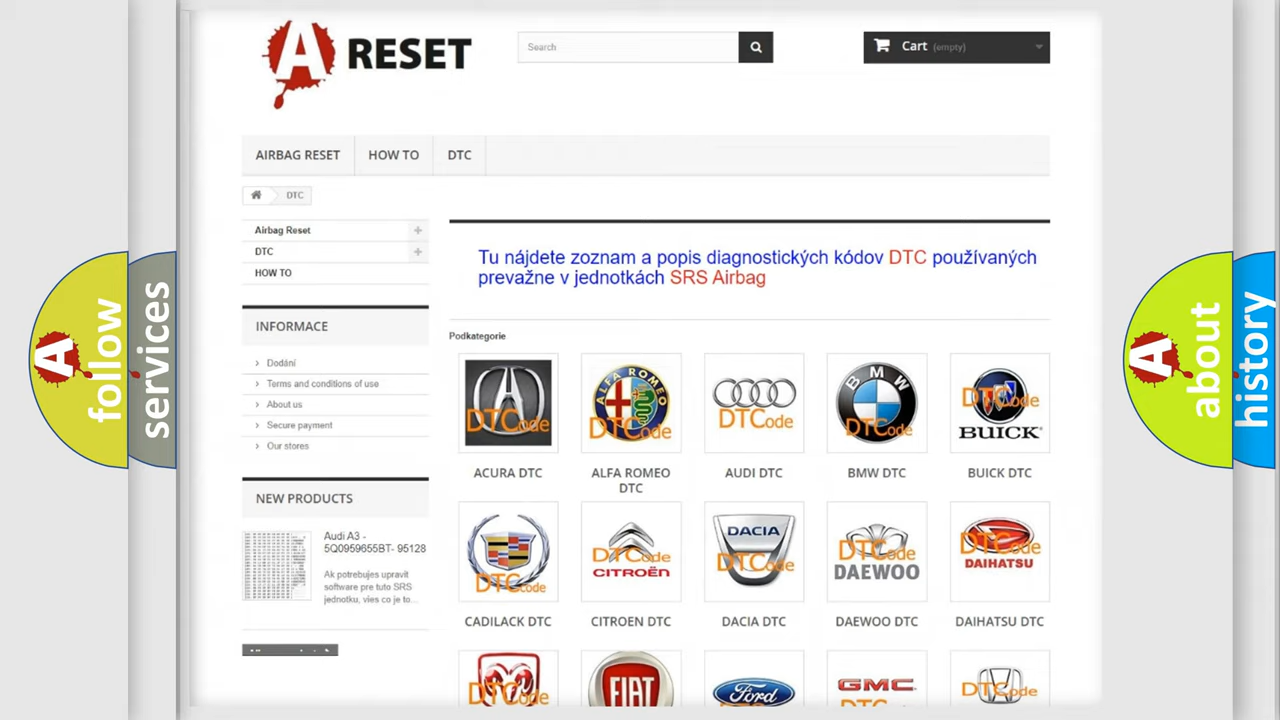 A RESET
Search
Cart (empty)
AIRBAG RESET
HOW TO
DTC
DTC
Airbag Reset
DTC
HOW TO
INFORMACE
Dodání
Terms and conditions of use
About us
Secure payment
Our stores
NEW PRODUCTS
Audi A3 -
5Q0959655BT- 95128
Ak potrebujes upravit
software pre tuto SRS
jednotku, vies co je to...
Tu nájdete zoznam a popis diagnostických kódov DTC používaných
prevažne v jednotkách SRS Airbag
Podkategorie
DTCode
ALFA ROMEO
DTCode
DTCode
BMW
DTCode
DTCode
BUICK
ACURA DTC
ALFA ROMEO
DTC
AUDI DTC
BMW DTC
BUICK DTC
DTCode
DTCode
CITROËN
DACIA
DTCode
DTCode
DAEWOO
DTCode
DAIHATSU
CADILACK DTC
CITROEN DTC
DACIA DTC
DAEWOO DTC
DAIHATSU DTC
DTCode
FIAT
Ford
GMC
DTCode
A follow
services
A about
history